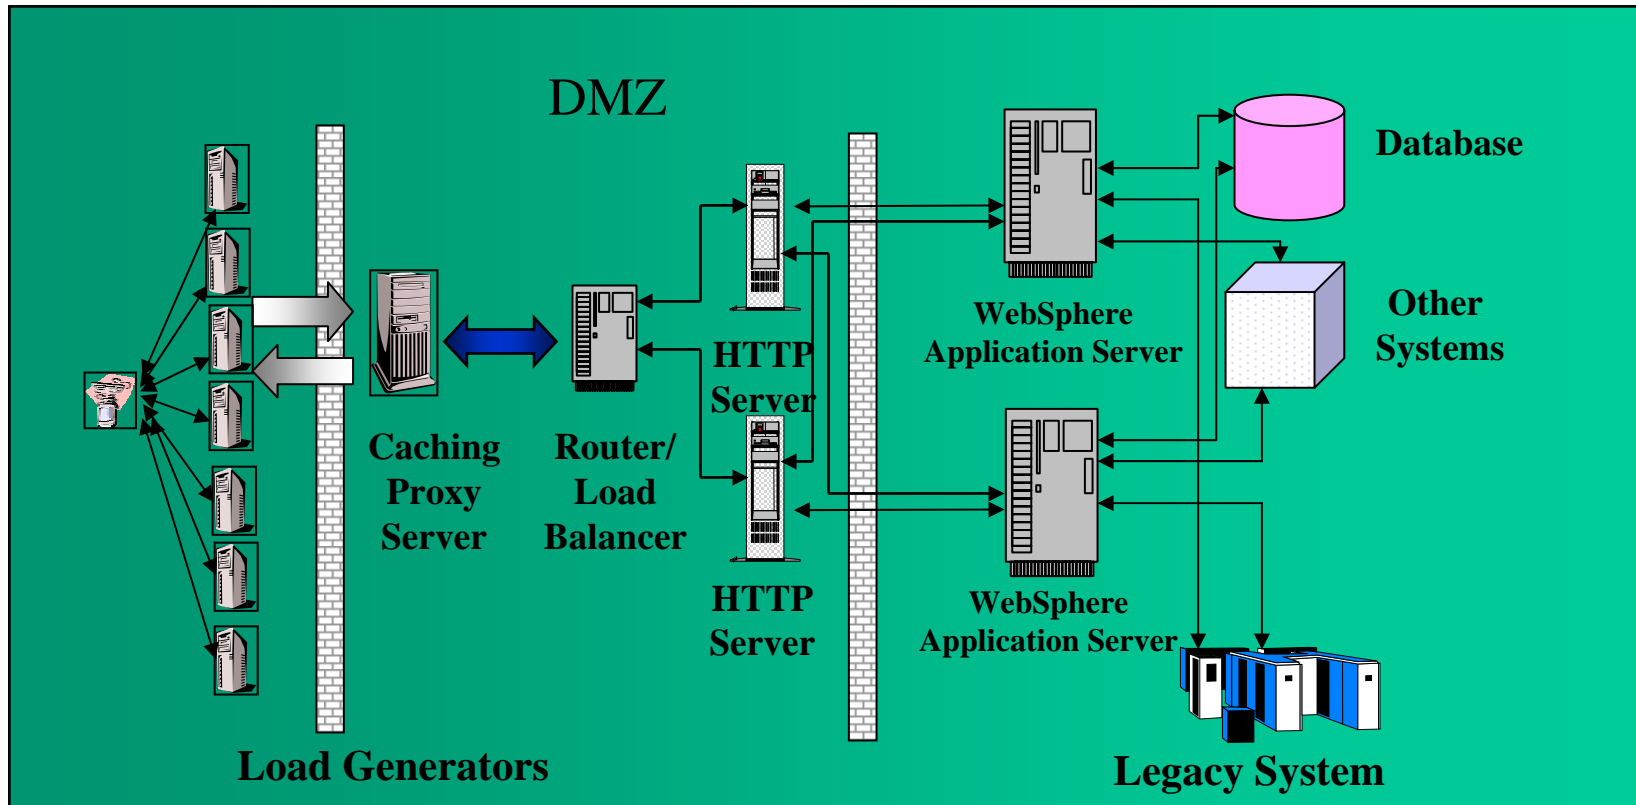 DMZ
Database
Other
Systems
WebSphere
Application Server
HTTP
Server
Caching
Proxy
Server
Router/
Load
Balancer
HTTP
Server
WebSphere
Application Server
Load Generators
Legacy System